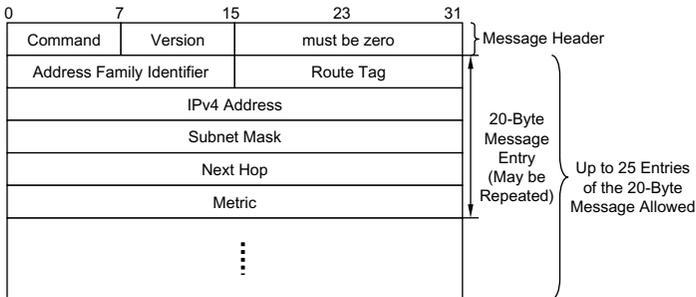 0 7 15 23 31
Command Version must be zero Message Header
Address Family Identifier Route Tag
IPv4 Address
Subnet Mask
Next Hop
Metric
20-Byte
Message
Entry
(May be
Repeated)
Up to 25 Entries
of the 20-Byte
Message Allowed